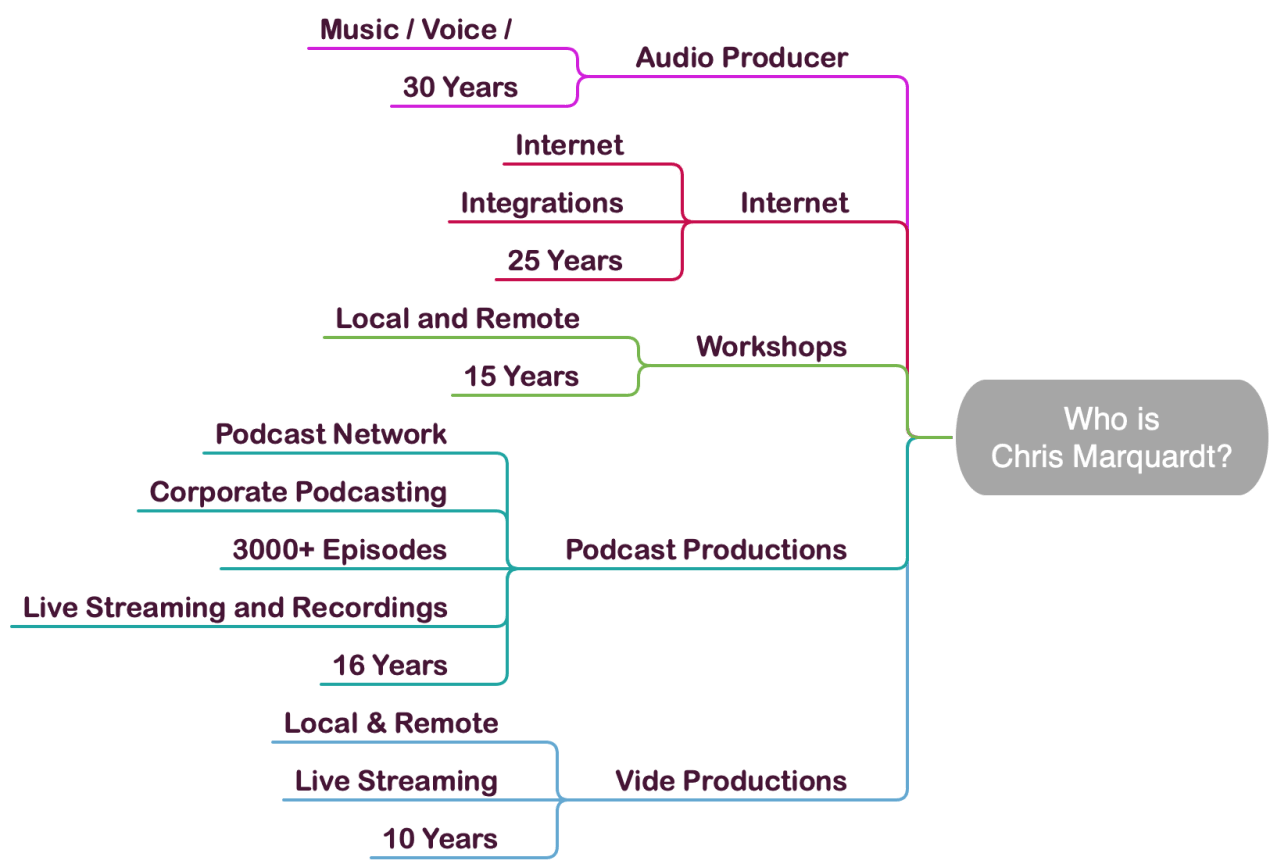 Music / Voice /
Audio Producer
30 Years
Internet
Integrations
Internet
25 Years
Local and Remote
Workshops
15 Years
Who is
Chris Marquardt?
Podcast Network
Corporate Podcasting
3000+ Episodes
Podcast Productions
Live Streaming and Recordings
16 Years
Local & Remote
Live Streaming
Vide Productions
10 Years